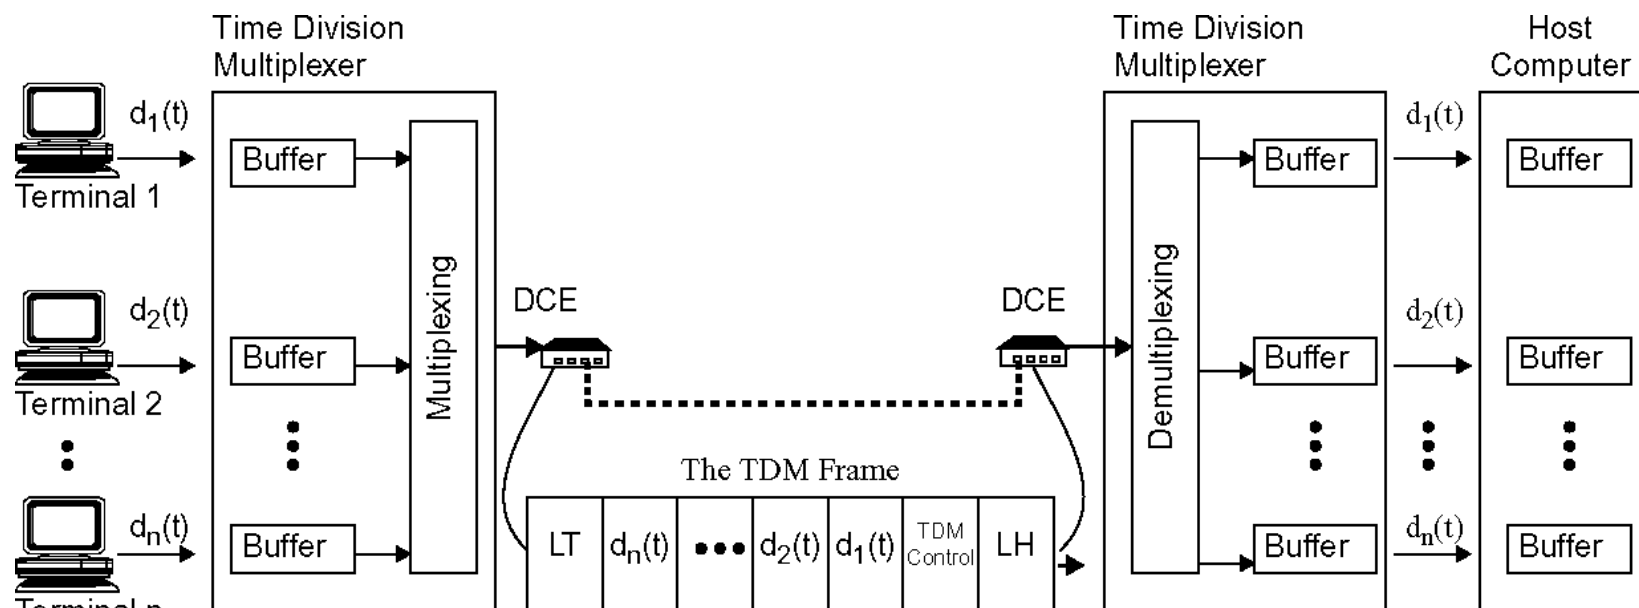 Time Division
Multiplexer
Time Division
Multiplexer
Host
Computer
d1(t)
Buffer
Terminal 1
Buffer
d1(t)
Buffer
d2(t)
Buffer
Terminal 2
Multiplexing
DCE
DCE
Demultiplexing
Buffer
d2(t)
Buffer
The TDM Frame
dn(t)
Buffer
LT
dn(t)
d2(t)
d1(t)
TDM
Control
LH
Buffer
dn(t)
Buffer
Terminal n